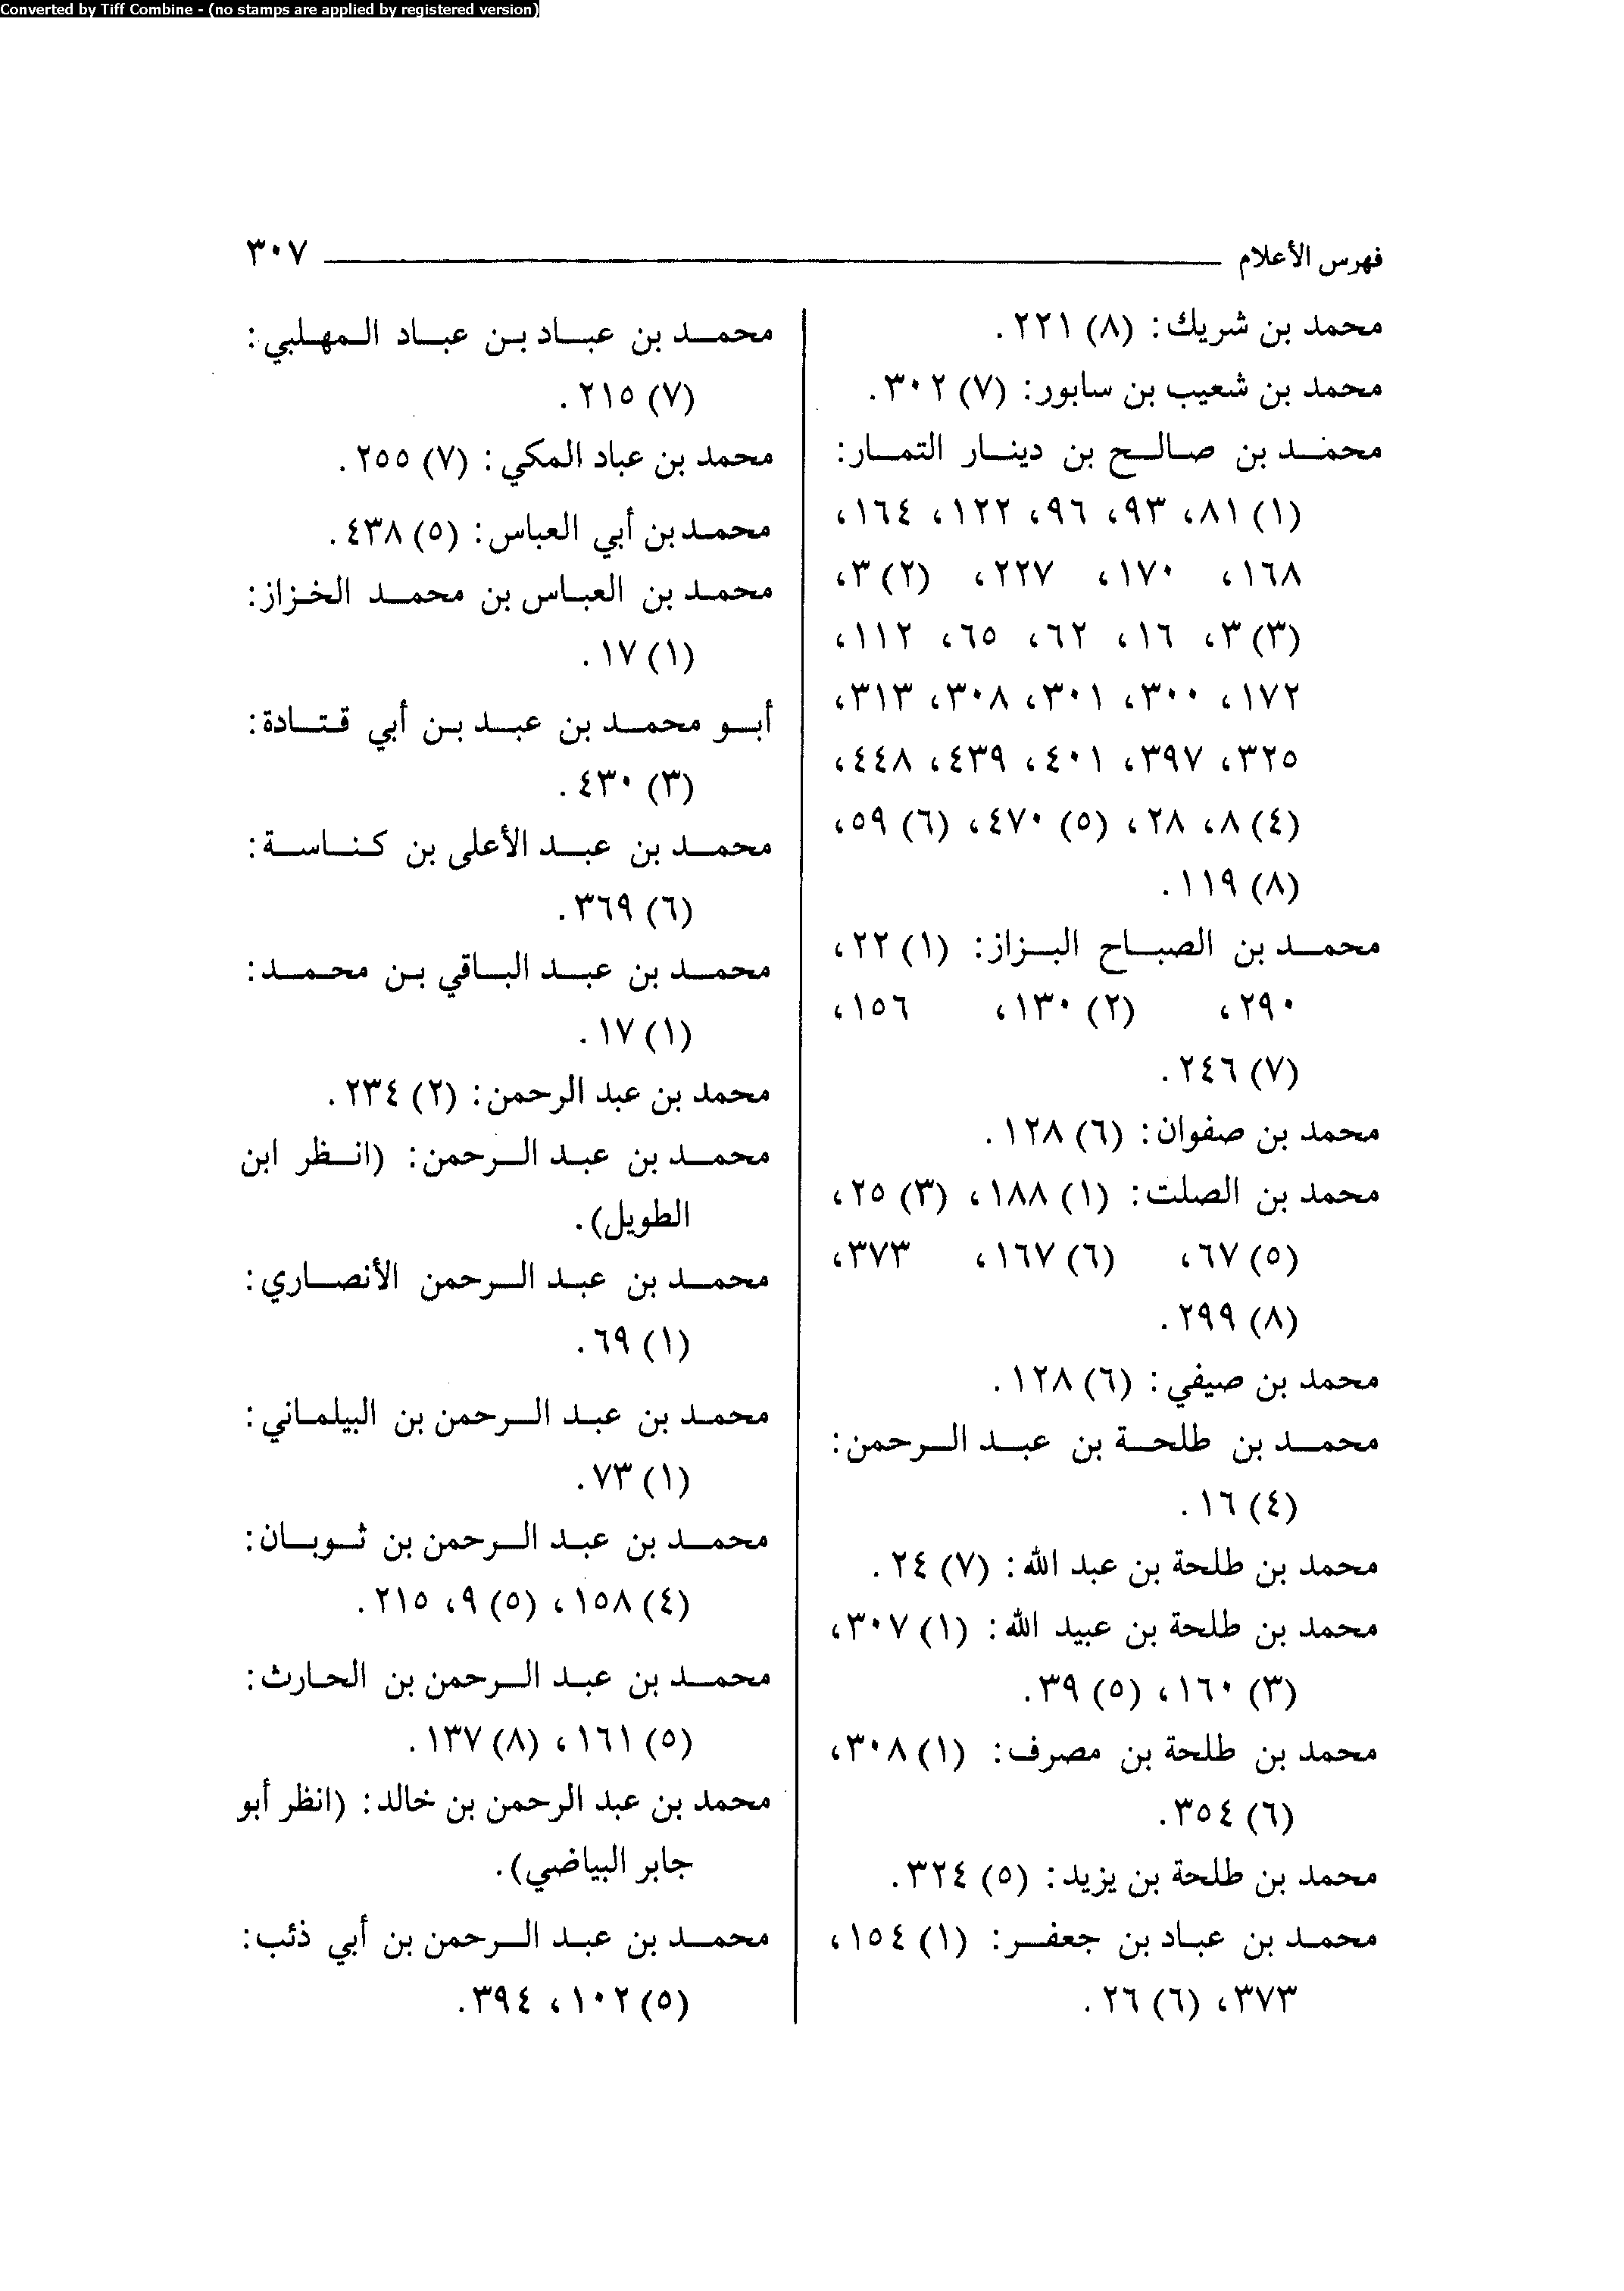 Converted by Tiff Combine - (no stamps are applied by registered version)
فهرس الأعلام ٣٠٧
محمد بن شريك: (٨) ٢٢١.
محمد بن شعيب بن سابور: (٧) ٣٠٢.
محمد بن صالح بن دينار التمار:
(١) ٨١، ٩٣، ٩٦، ١٢٢، ١٦٤،
١٦٨، ١٧٠، ٢٢٧، (٢) ٣،
(٣) ٣، ١٦، ٦٢، ٦٥، ١١٢،
١٧٢، ٣٠٠، ٣٠١، ٣٠٨، ٣١٣،
٣٢٥، ٣٩٧، ٤٠١، ٤٣٩، ٤٤٨،
(٤) ٨، ٢٨، (٥) ٤٧٠، (٦) ٥٩،
(٨) ١١٩.
محمد بن الصباح البزاز: (١) ٢٢،
٢٩٠، (٢) ١٣٠، ١٥٦،
(٧) ٢٤٦.
محمد بن صفوان: (٦) ١٢٨.
محمد بن الصلت: (١) ١٨٨، (٣) ٢٥،
(٥) ٦٧، (٦) ١٦٧، ٣٧٣،
(٨) ٢٩٩.
محمد بن صيفي: (٦) ١٢٨.
محمد بن طلحة بن عبد الرحمن:
(٤) ١٦.
محمد بن طلحة بن عبد الله: (٧) ٢٤.
محمد بن طلحة بن عبيد الله: (١) ٣٠٧،
(٣) ١٦٠، (٥) ٣٩.
محمد بن طلحة بن مصرف: (١) ٣٠٨،
(٦) ٣٥٤.
محمد بن طلحة بن يزيد: (٥) ٣٢٤.
محمد بن عباد بن جعفر: (١) ١٥٤،
٣٧٣، (٦) ٢٦.
محمد بن عباد بن عباد المهلبي:
(٧) ٢١٥.
محمد بن عباد المكي: (٧) ٢٥٥.
محمد بن أبي العباس: (٥) ٤٣٨.
محمد بن العباس بن محمد الخزاز:
(١) ١٧.
أبو محمد بن عبد بن أبي قتادة:
(٣) ٤٣٠.
محمد بن عبد الأعلى بن كناسة:
(٦) ٣٦٩.
محمد بن عبد الباقي بن محمد:
(١) ١٧.
محمد بن عبد الرحمن: (٢) ٢٣٤.
محمد بن عبد الرحمن: (انظر ابن
الطويل).
محمد بن عبد الرحمن الأنصاري:
(١) ٦٩.
محمد بن عبد الرحمن بن البيلماني:
(١) ٧٣.
محمد بن عبد الرحمن بن ثوبان:
(٤) ١٥٨، (٥) ٩، ٢١٥.
محمد بن عبد الرحمن بن الحارث:
(٥) ١٦١، (٨) ١٣٧.
محمد بن عبد الرحمن بن خالد: (انظر أبو
جابر البياضي).
محمد بن عبد الرحمن بن أبي ذئب:
(٥) ١٠٢، ٣٩٤.